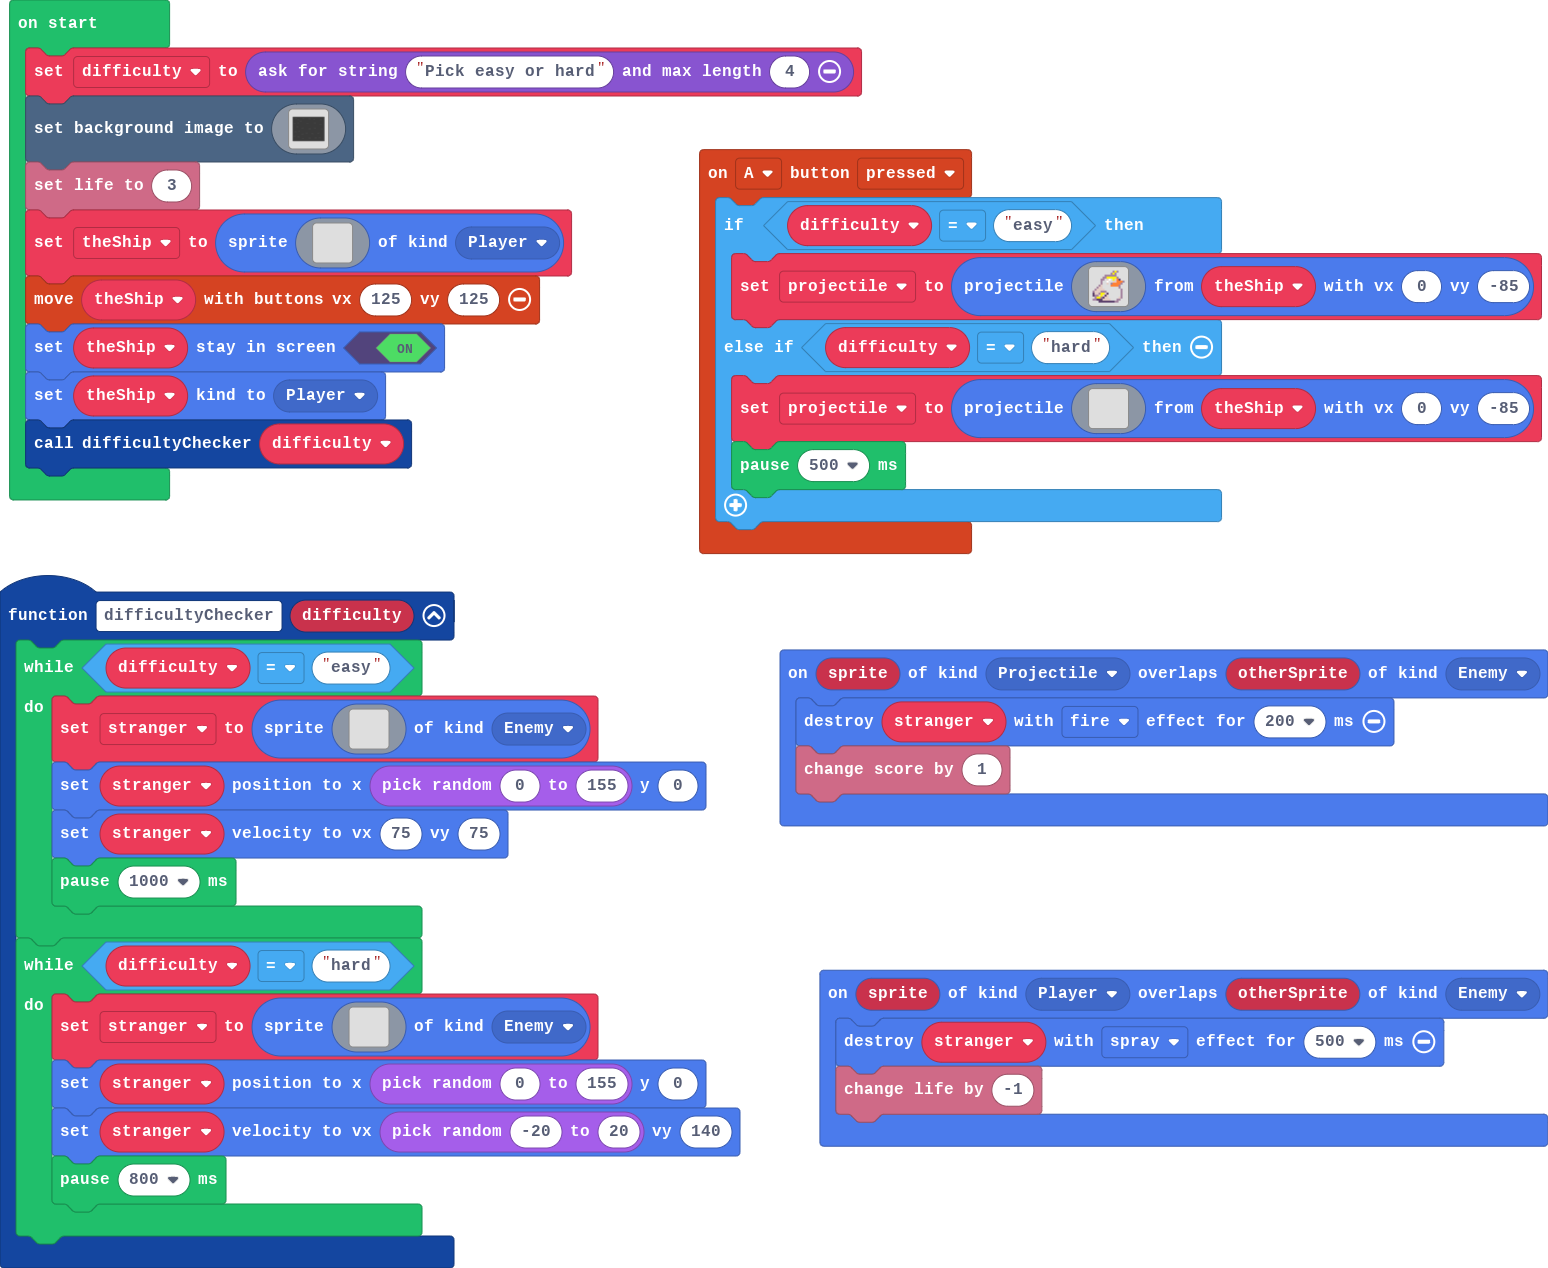 on start
set difficulty to ask for string "Pick easy or hard" and max length 4
set background image to
set life to 3
set theShip to sprite of kind Player
move theShip with buttons vx 125 vy 125
set theShip stay in screen ON
set theShip kind to Player
call difficultyChecker difficulty
on A button pressed
if difficulty = "easy" then
set projectile to projectile from theShip with vx 0 vy -85
else if difficulty = "hard" then
set projectile to projectile from theShip with vx 0 vy -85
pause 500 ms
function difficultyChecker difficulty
while difficulty = "easy"
do
set stranger to sprite of kind Enemy
set stranger position to x pick random 0 to 155 y 0
set stranger velocity to vx 75 vy 75
pause 1000 ms
while difficulty = "hard"
do
set stranger to sprite of kind Enemy
set stranger position to x pick random 0 to 155 y 0
set stranger velocity to vx pick random -20 to 20 vy 140
pause 800 ms
on sprite of kind Projectile overlaps otherSprite of kind Enemy
destroy stranger with fire effect for 200 ms
change score by 1
on sprite of kind Player overlaps otherSprite of kind Enemy
destroy stranger with spray effect for 500 ms
change life by -1